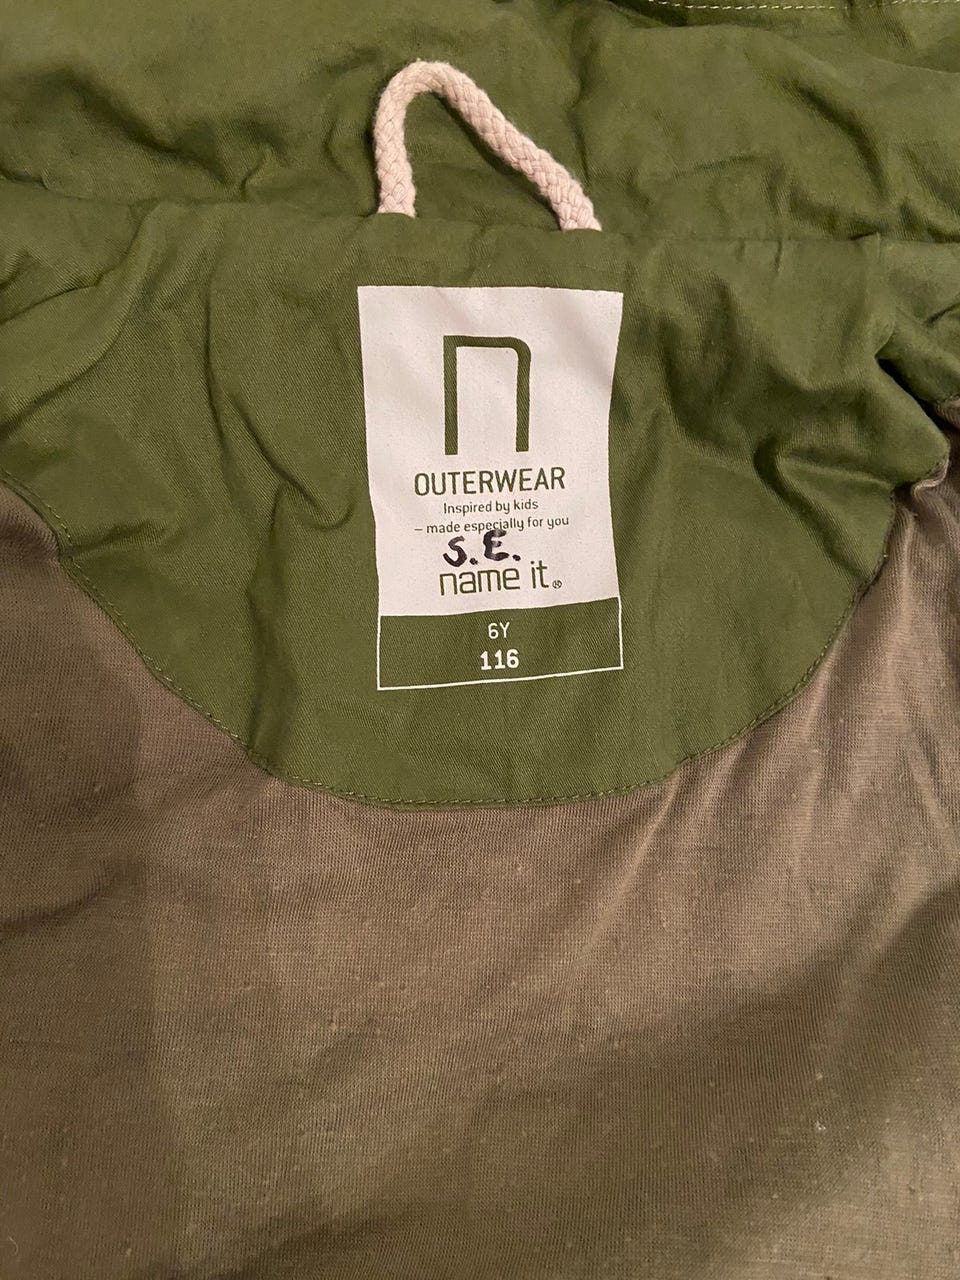 n
OUTERWEAR
Inspired by kids
– made especially for you
S.E.
name it®
6Y
116